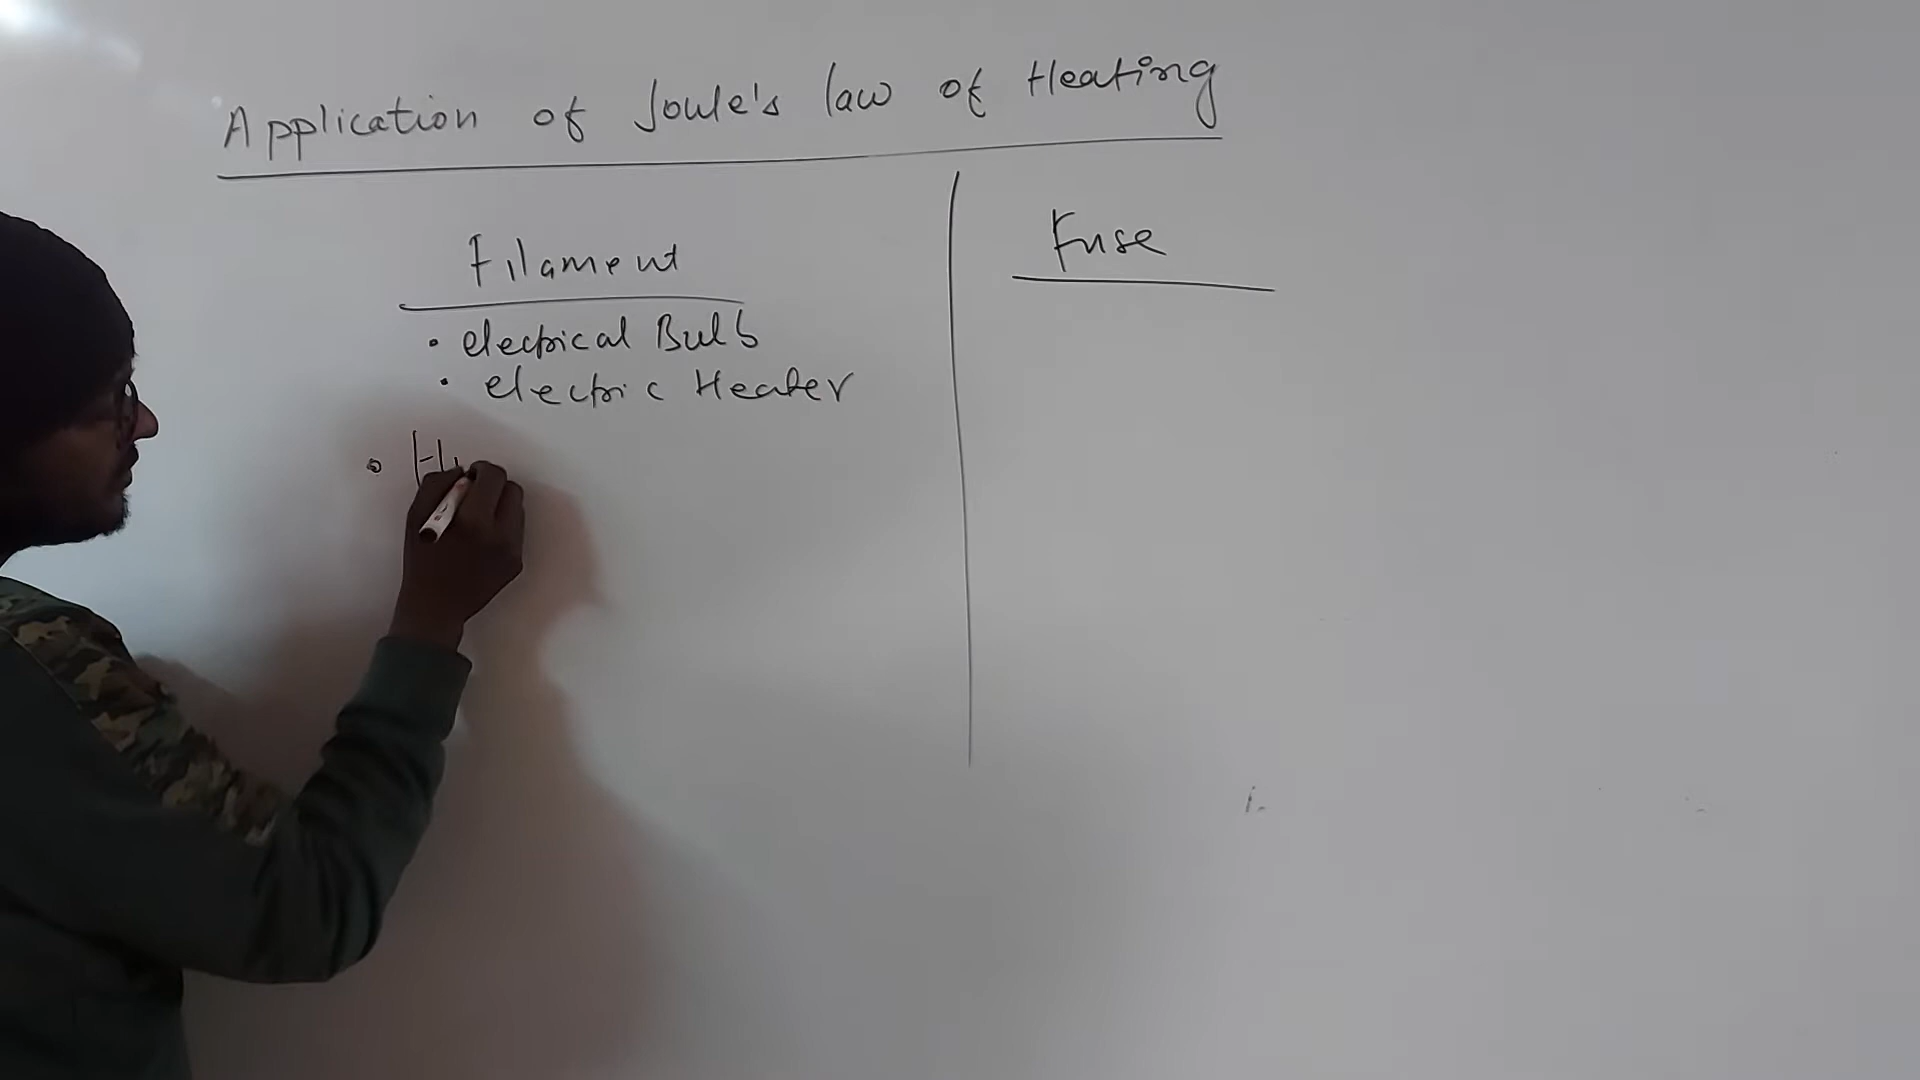 Application of Joule's law of Heating
Filament
• electrical Bulb
• electric Heater
Fuse